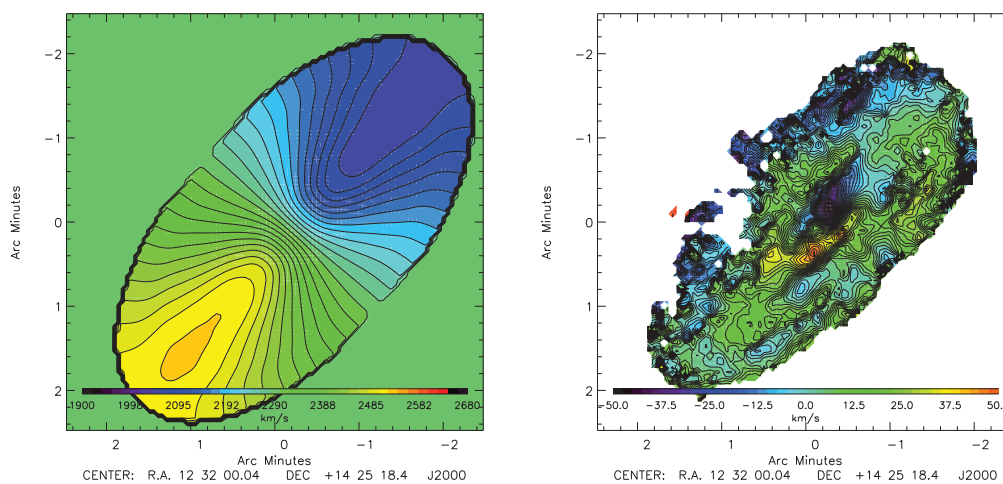 -2
-1
0
1
2
Arc Minutes
1900 1998 2095 2192 2290 2388 2485 2582 2680
km/s
2 1 0 -1 -2
Arc Minutes
CENTER: R.A. 12 32 00.04 DEC +14 25 18.4 J2000
-2
-1
0
1
2
Arc Minutes
-50.0 -37.5 -25.0 -12.5 0.0 12.5 25.0 37.5 50.
km/s
2 1 0 -1 -2
Arc Minutes
CENTER: R.A. 12 32 00.04 DEC +14 25 18.4 J2000